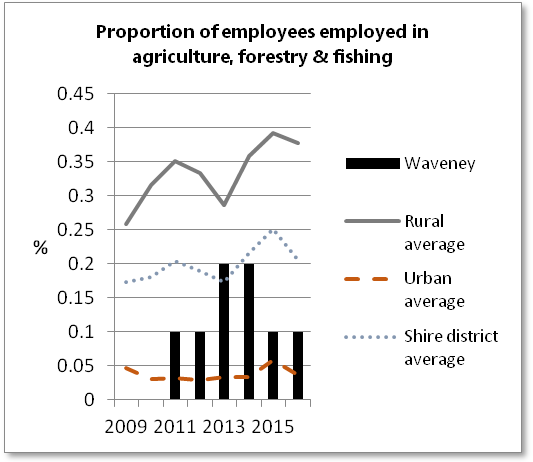 Proportion of employees employed in
agriculture, forestry & fishing
0.45
0.4
0.35
0.3
0.25
0.2
0.15
0.1
0.05
0
%
2009 2011 2013 2015
Waveney
Rural
average
Urban
average
Shire district
average